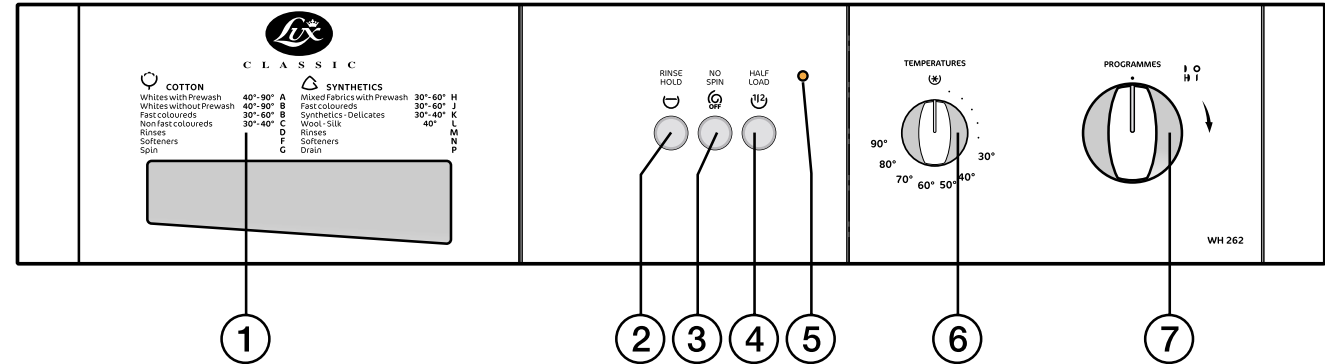 Lux
CLASSIC
COTTON
Whites with Prewash 40°-90° A
Whites without Prewash 40°-90° B
Fast coloureds 30°-60° B
Non fast coloureds 30°-40° C
Rinses D
Softeners F
Spin G
SYNTHETICS
Mixed Fabrics with Prewash 30°-60° H
Fast coloureds 30°-60° J
Synthetics - Delicates 30°-40° K
Wool - Silk 40° L
Rinses M
Softeners N
Drain P
RINSE
HOLD
NO
SPIN
OFF
HALF
LOAD
1/2
TEMPERATURES
90°
80°
70°
60°
50°
40°
30°
PROGRAMMES
WH 262
1
2
3
4
5
6
7